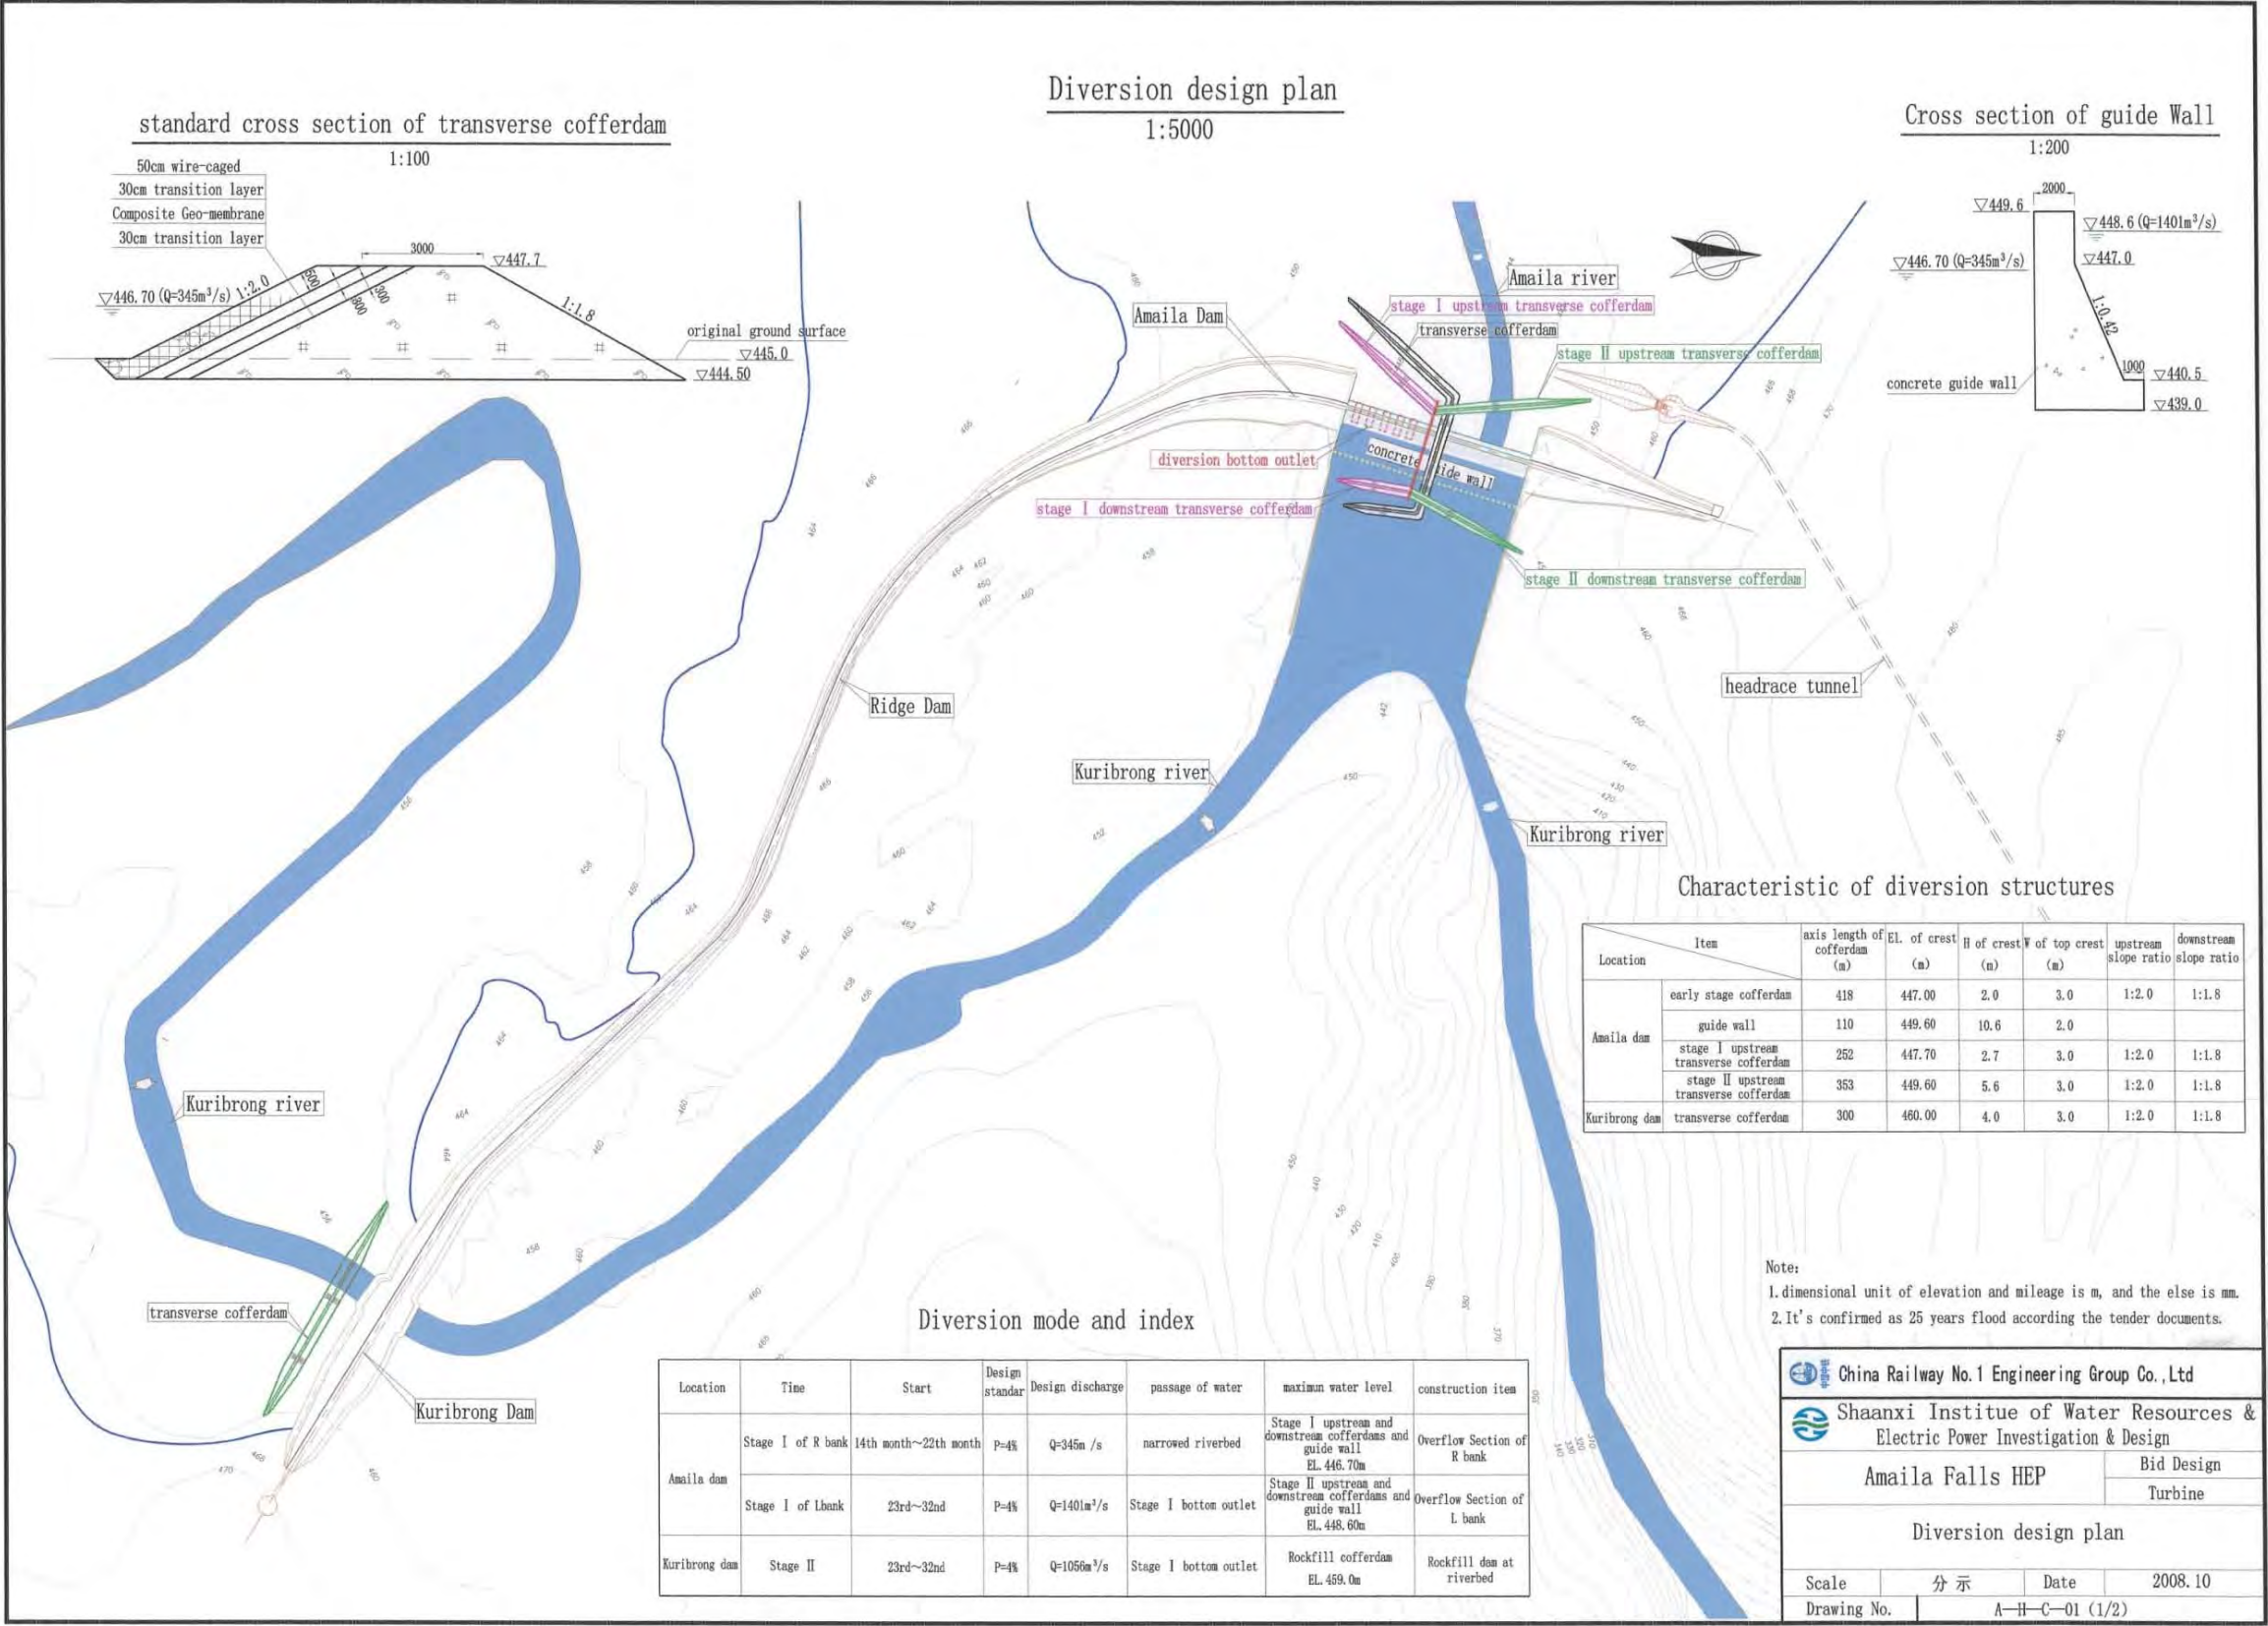 Diversion design plan
1:5000
standard cross section of transverse cofferdam
1:100
50cm wire-caged
30cm transition layer
Composite Geo-membrane
30cm transition layer
3000
▽447.7
500
300
300
▽446.70 (Q=345m³/s)
1:2.0
1:1.8
original ground surface
▽445.0
▽444.50
Cross section of guide Wall
1:200
2000
▽449.6
▽448.6 (Q=1401m³/s)
▽446.70 (Q=345m³/s)
▽447.0
1:0.42
concrete guide wall
1000
▽440.5
▽439.0
Amaila river
stage I upstream transverse cofferdam
Amaila Dam
transverse cofferdam
stage II upstream transverse cofferdam
diversion bottom outlet
concrete
ide wall
stage I downstream transverse cofferdam
stage II downstream transverse cofferdam
headrace tunnel
Ridge Dam
Kuribrong river
Kuribrong river
Kuribrong river
transverse cofferdam
Kuribrong Dam
Characteristic of diversion structures
Location Item axis length of cofferdam (m) El. of crest (m) H of crest (m) W of top crest (m) upstream slope ratio downstream slope ratio
Amaila dam
early stage cofferdam 418 447.00 2.0 3.0 1:2.0 1:1.8
guide wall 110 449.60 10.6 2.0
stage I upstream transverse cofferdam 252 447.70 2.7 3.0 1:2.0 1:1.8
stage II upstream transverse cofferdam 353 449.60 5.6 3.0 1:2.0 1:1.8
Kuribrong dam transverse cofferdam 300 460.00 4.0 3.0 1:2.0 1:1.8
Diversion mode and index
Location Time Start Design standar Design discharge passage of water maximun water level construction item
Amaila dam
Stage I of R bank 14th month~22th month P=4% Q=345m /s narrowed riverbed Stage I upstream and downstream cofferdams and guide wall EL. 446.70m Overflow Section of R bank
Stage I of Lbank 23rd~32nd P=4% Q=1401m³/s Stage I bottom outlet Stage II upstream and downstream cofferdams and guide wall EL. 448.60m Overflow Section of L bank
Kuribrong dam Stage II 23rd~32nd P=4% Q=1056m³/s Stage I bottom outlet Rockfill cofferdam EL. 459.0m Rockfill dam at riverbed
Note:
1. dimensional unit of elevation and mileage is m, and the else is mm.
2. It's confirmed as 25 years flood according the tender documents.
China Railway No.1 Engineering Group Co.,Ltd
Shaanxi Institue of Water Resources &
Electric Power Investigation & Design
Amaila Falls HEP
Bid Design
Turbine
Diversion design plan
Scale 分示 Date 2008.10
Drawing No. A-H-C-01 (1/2)